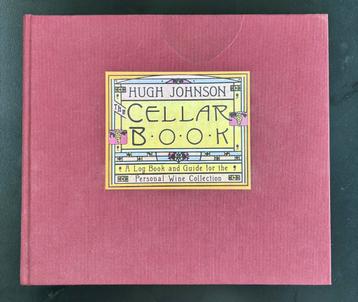 HUGH JOHNSON
THE CELLAR
BOOK
A Log Book and Guide for the
Personal Wine Collection